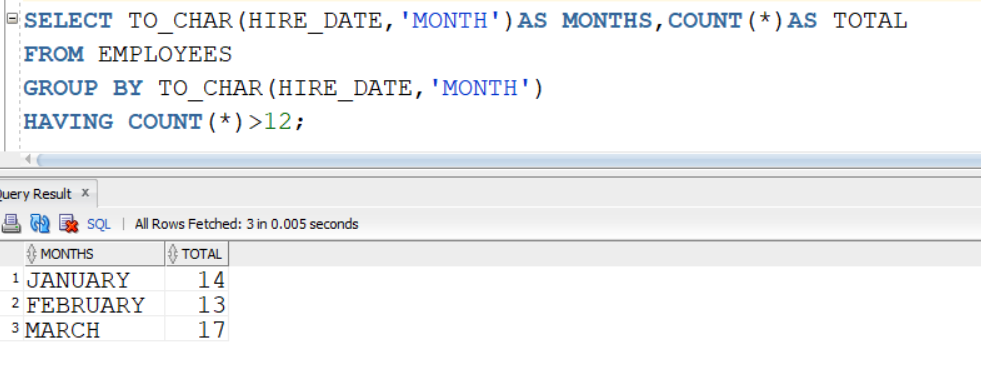 SELECT TO_CHAR(HIRE_DATE,'MONTH')AS MONTHS,COUNT(*)AS TOTAL
FROM EMPLOYEES
GROUP BY TO_CHAR(HIRE_DATE,'MONTH')
HAVING COUNT(*)>12;
Query Result x
SQL | All Rows Fetched: 3 in 0.005 seconds
MONTHS TOTAL
1 JANUARY 14
2 FEBRUARY 13
3 MARCH 17